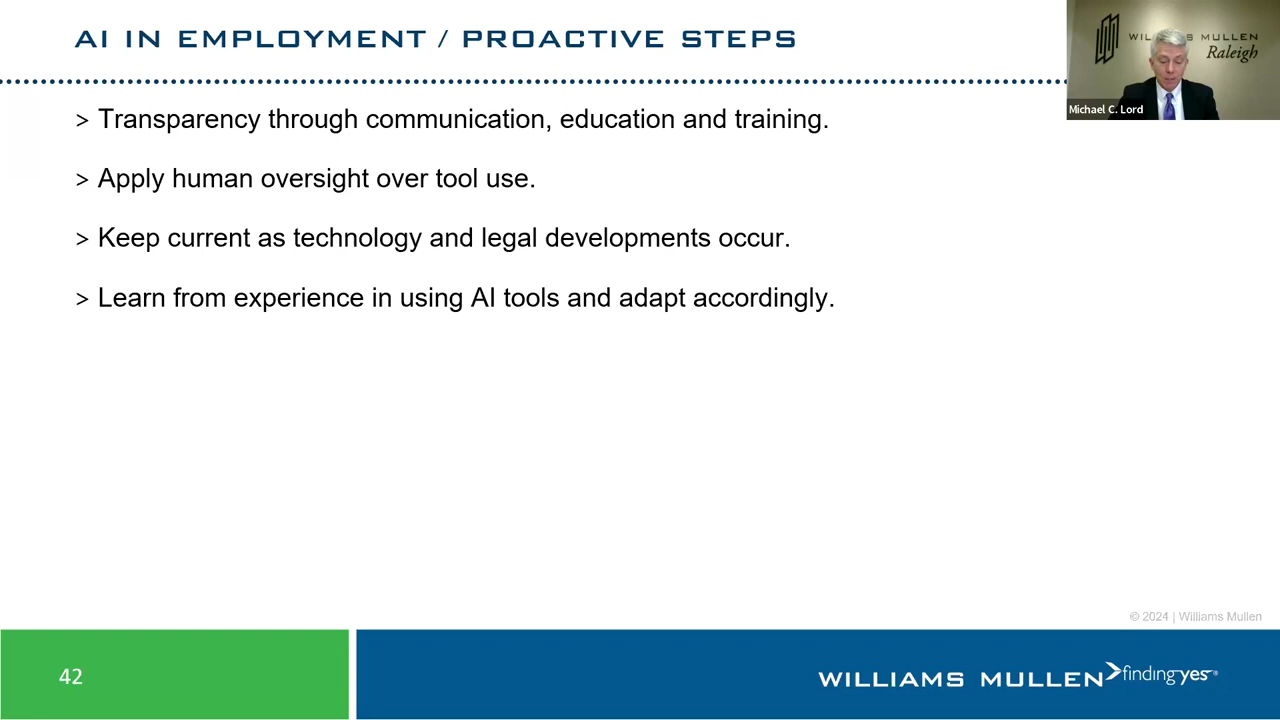 AI IN EMPLOYMENT / PROACTIVE STEPS
WILLIAMS MULLEN
Raleigh
Michael C. Lord
> Transparency through communication, education and training.
> Apply human oversight over tool use.
> Keep current as technology and legal developments occur.
> Learn from experience in using AI tools and adapt accordingly.
© 2024 | Williams Mullen
42
WILLIAMS MULLEN finding yes®